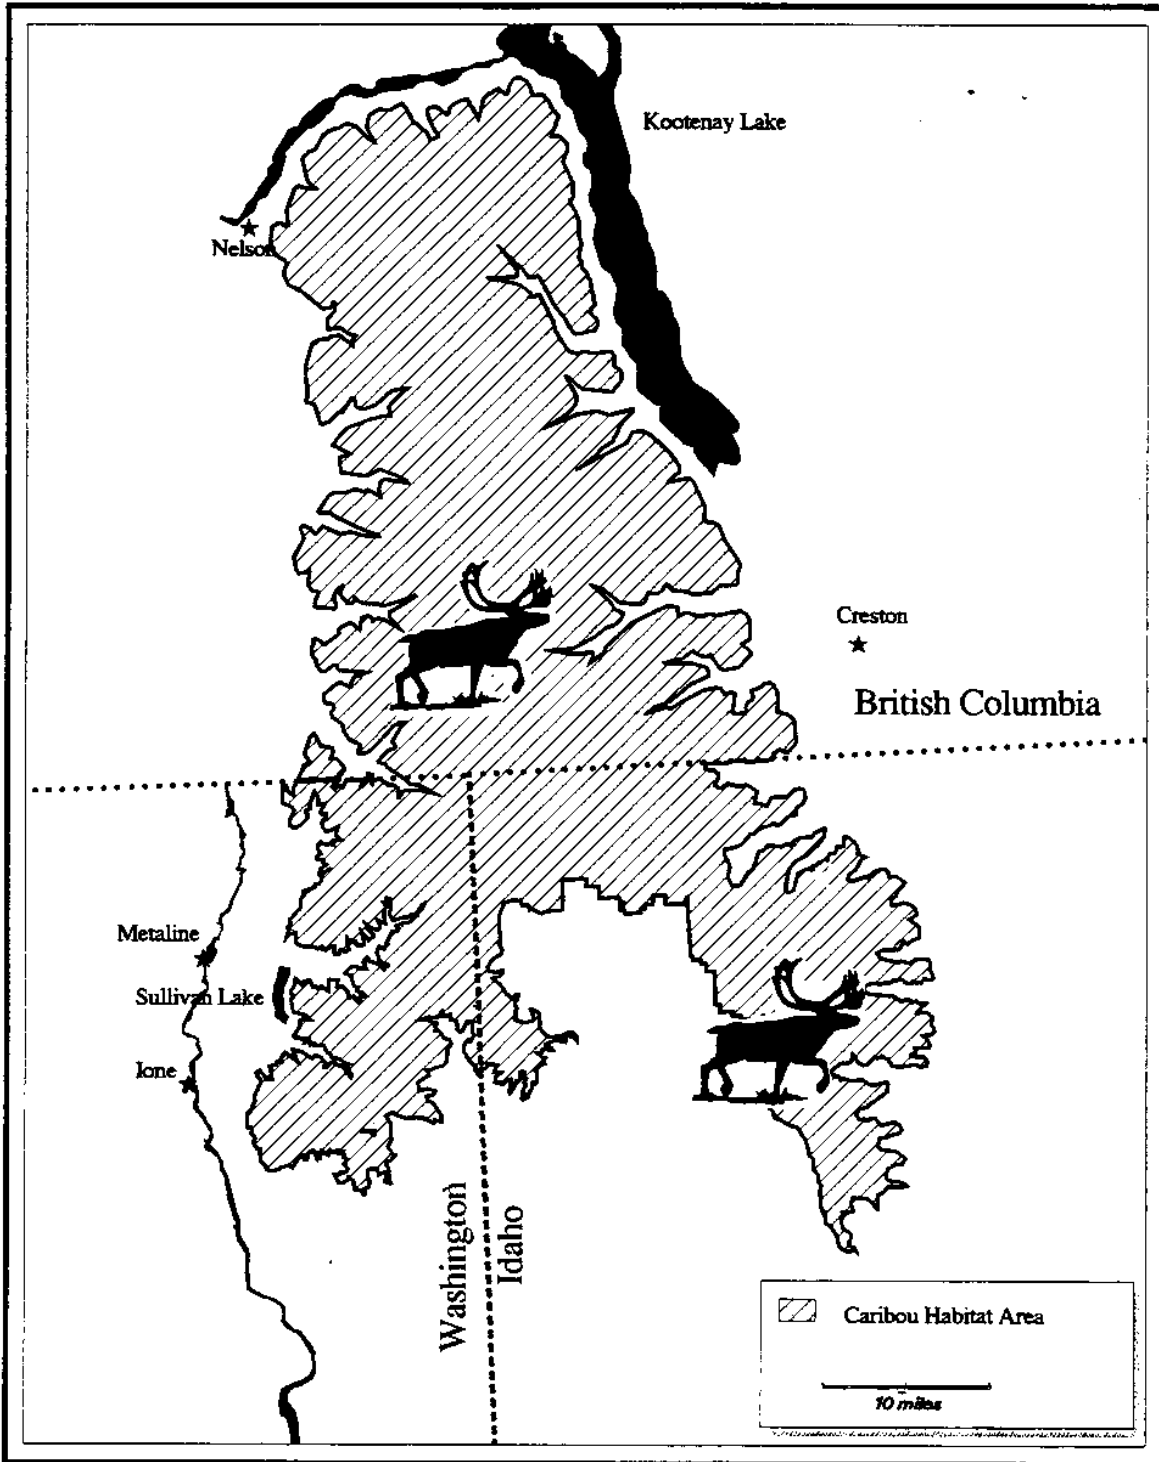 Kootenay Lake
Nelson
Creston
British Columbia
Metaline
Sullivan Lake
Ione
Washington
Idaho
Caribou Habitat Area
10 miles